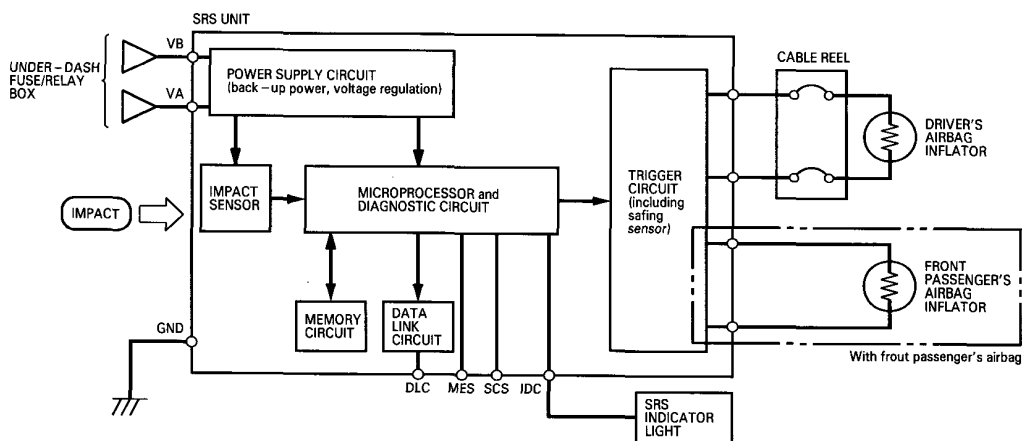 SRS UNIT
UNDER-DASH
FUSE/RELAY
BOX
VB
VA
POWER SUPPLY CIRCUIT
(back-up power, voltage regulation)
CABLE REEL
DRIVER'S
AIRBAG
INFLATOR
IMPACT
IMPACT
SENSOR
MICROPROCESSOR and
DIAGNOSTIC CIRCUIT
TRIGGER
CIRCUIT
(including
safing
sensor)
FRONT
PASSENGER'S
AIRBAG
INFLATOR
MEMORY
CIRCUIT
DATA
LINK
CIRCUIT
GND
With frout passenger's airbag
DLC
MES
SCS
IDC
SRS
INDICATOR
LIGHT